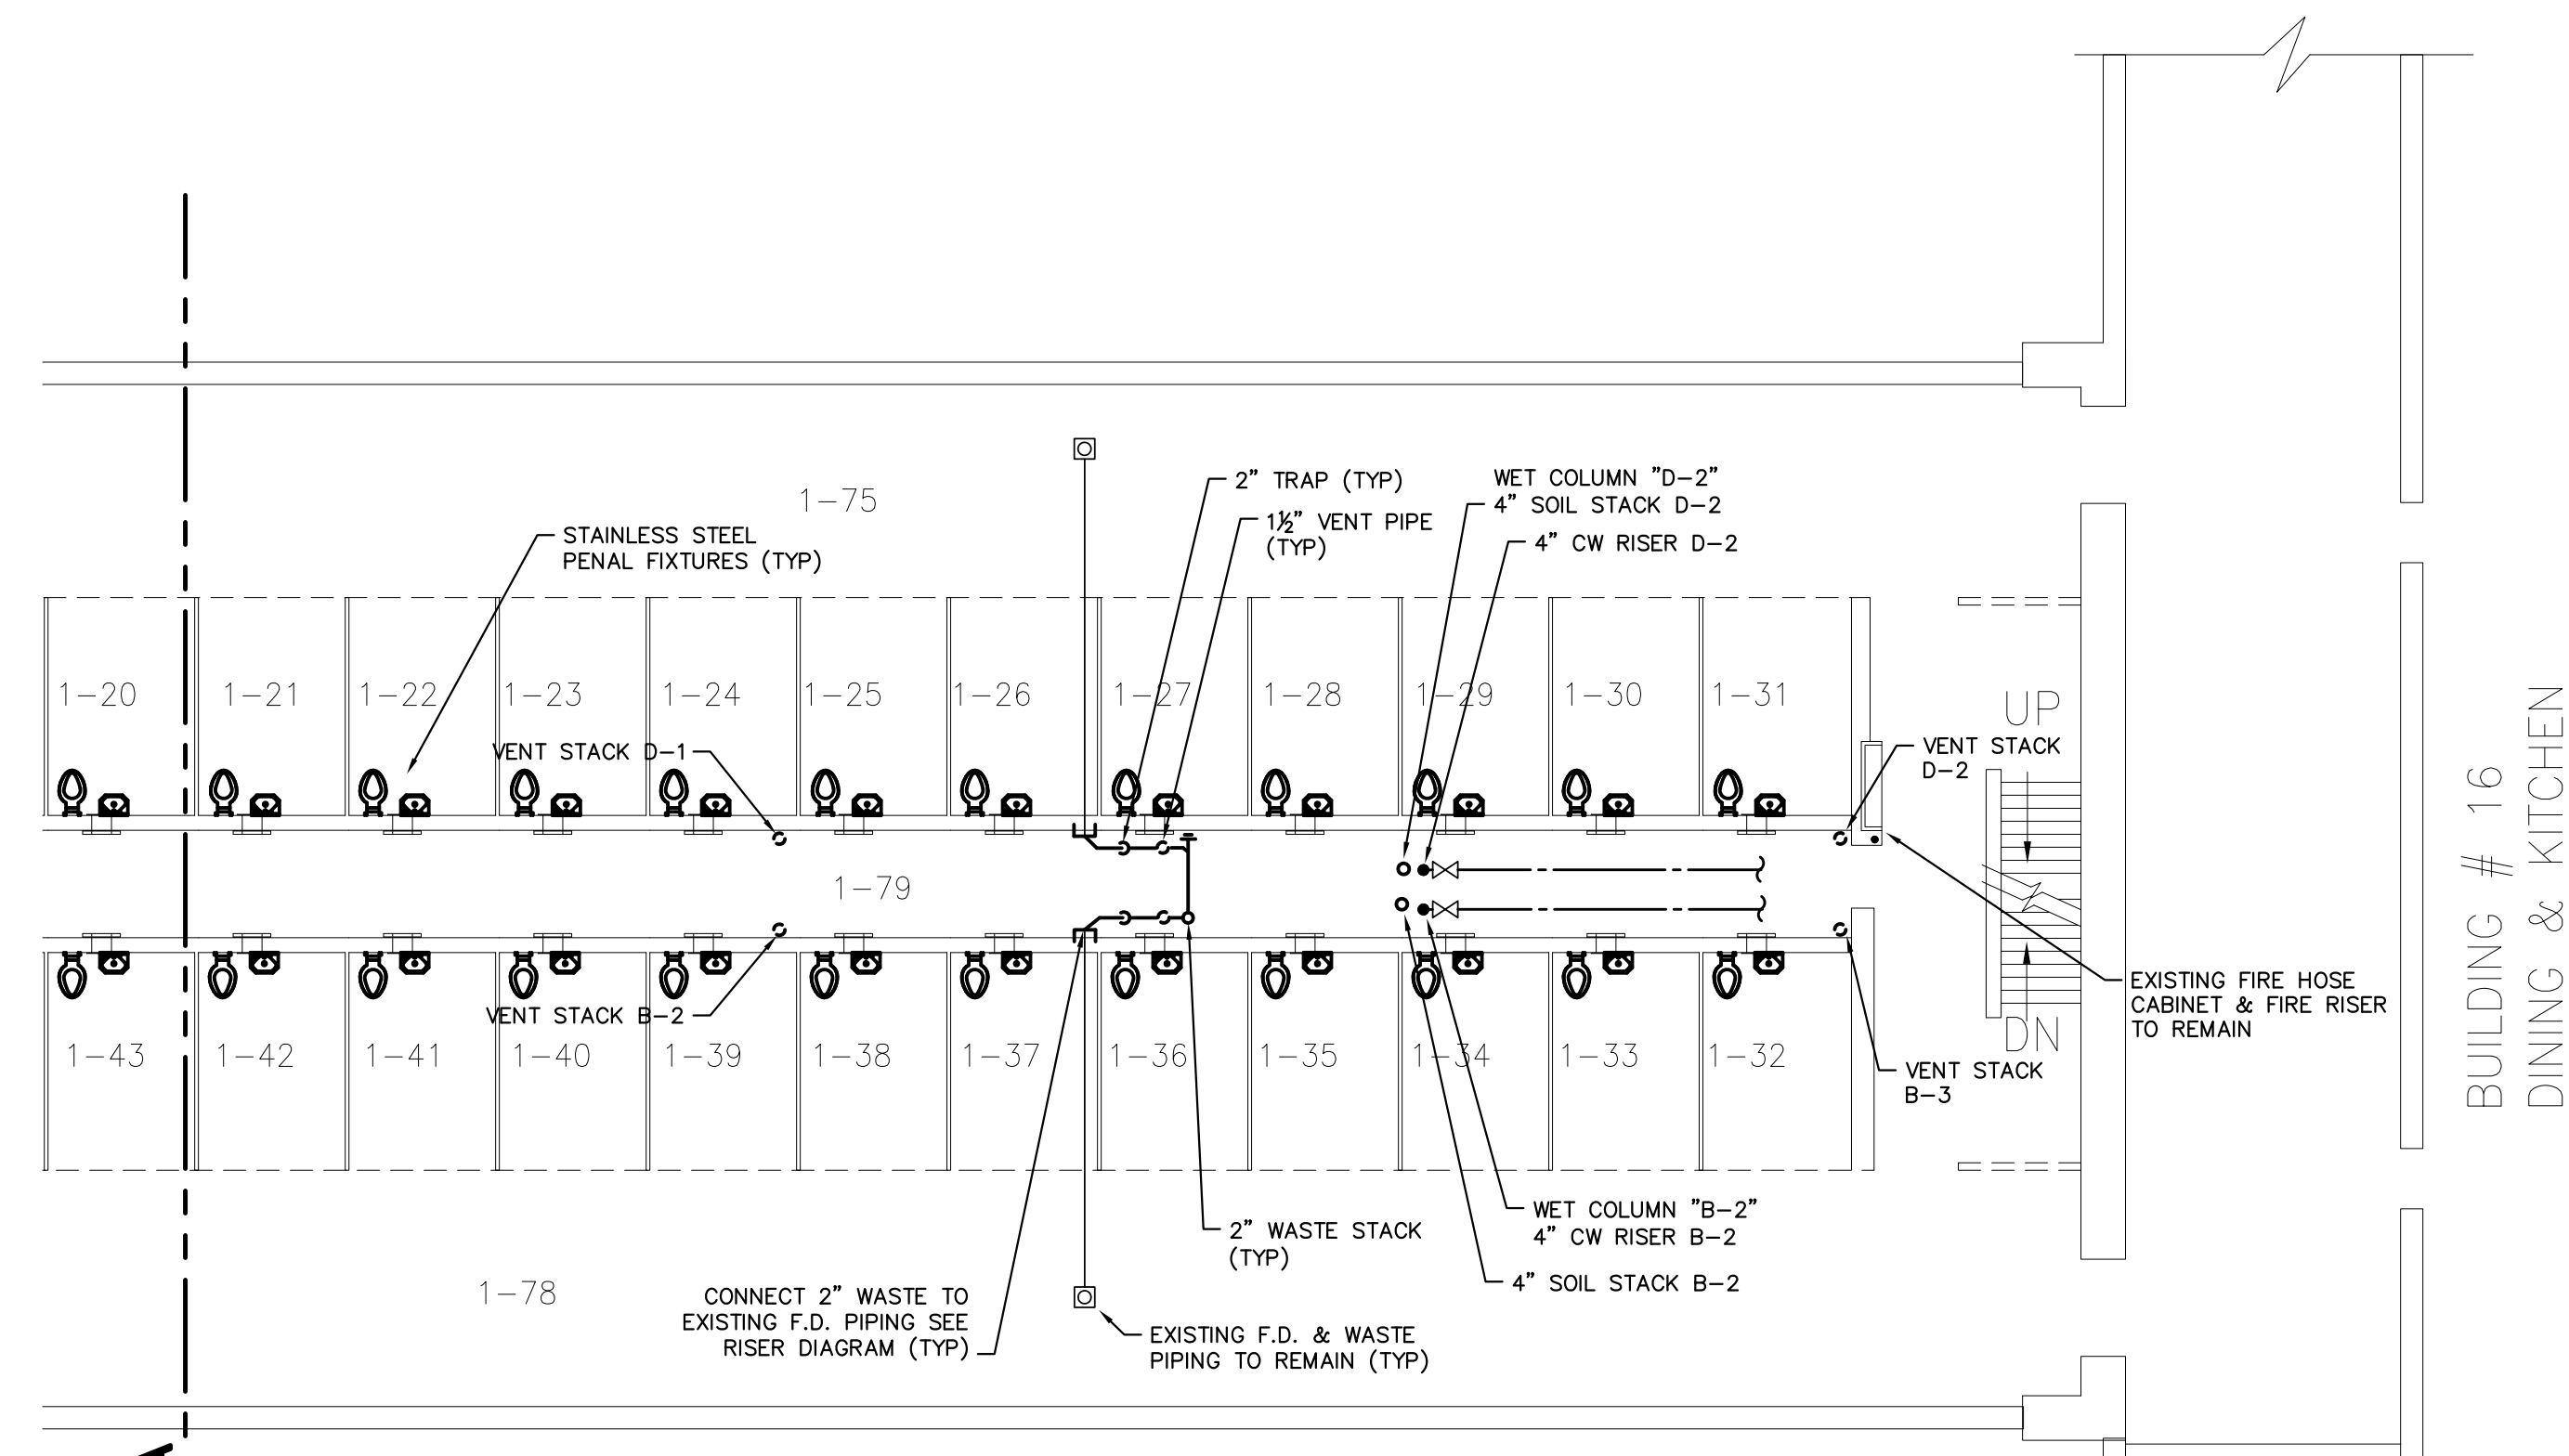 2" TRAP (TYP)
1½" VENT PIPE
(TYP)
WET COLUMN "D-2"
4" SOIL STACK D-2
4" CW RISER D-2
1-75
STAINLESS STEEL
PENAL FIXTURES (TYP)
1-20
1-21
1-22
1-23
1-24
1-25
1-26
1-27
1-28
1-29
1-30
1-31
UP
VENT STACK D-1
VENT STACK
D-2
1-79
BUILDING # 16
DINING & KITCHEN
EXISTING FIRE HOSE
CABINET & FIRE RISER
TO REMAIN
VENT STACK B-2
DN
1-43
1-42
1-41
1-40
1-39
1-38
1-37
1-36
1-35
1-34
1-33
1-32
VENT STACK
B-3
WET COLUMN "B-2"
4" CW RISER B-2
4" SOIL STACK B-2
2" WASTE STACK
(TYP)
1-78
CONNECT 2" WASTE TO
EXISTING F.D. PIPING SEE
RISER DIAGRAM (TYP)
EXISTING F.D. & WASTE
PIPING TO REMAIN (TYP)